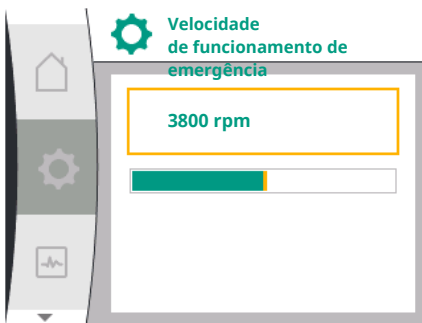 Velocidade
de funcionamento de
emergência
3800 rpm